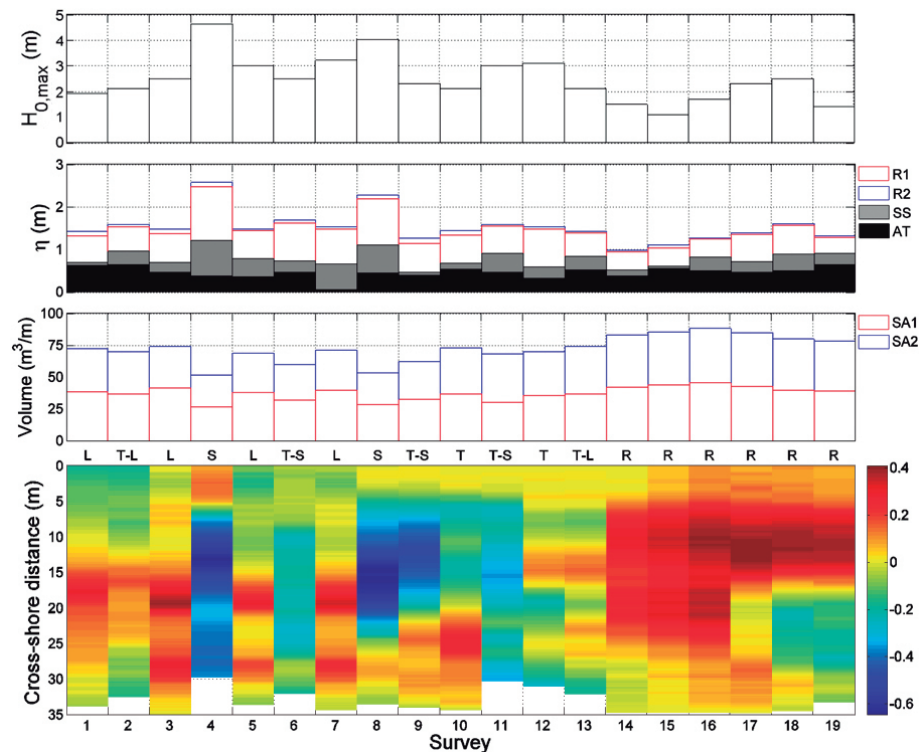 H0,max (m)
5
4
3
2
1
0
η (m)
3
2
1
0
R1
R2
SS
AT
Volume (m³/m)
100
75
50
25
0
SA1
SA2
L T-L L S L T-S L S T-S T T-S T T-L R R R R R R
Cross-shore distance (m)
0
5
10
15
20
25
30
35
0.4
0.2
0
-0.2
-0.4
-0.6
1 2 3 4 5 6 7 8 9 10 11 12 13 14 15 16 17 18 19
Survey